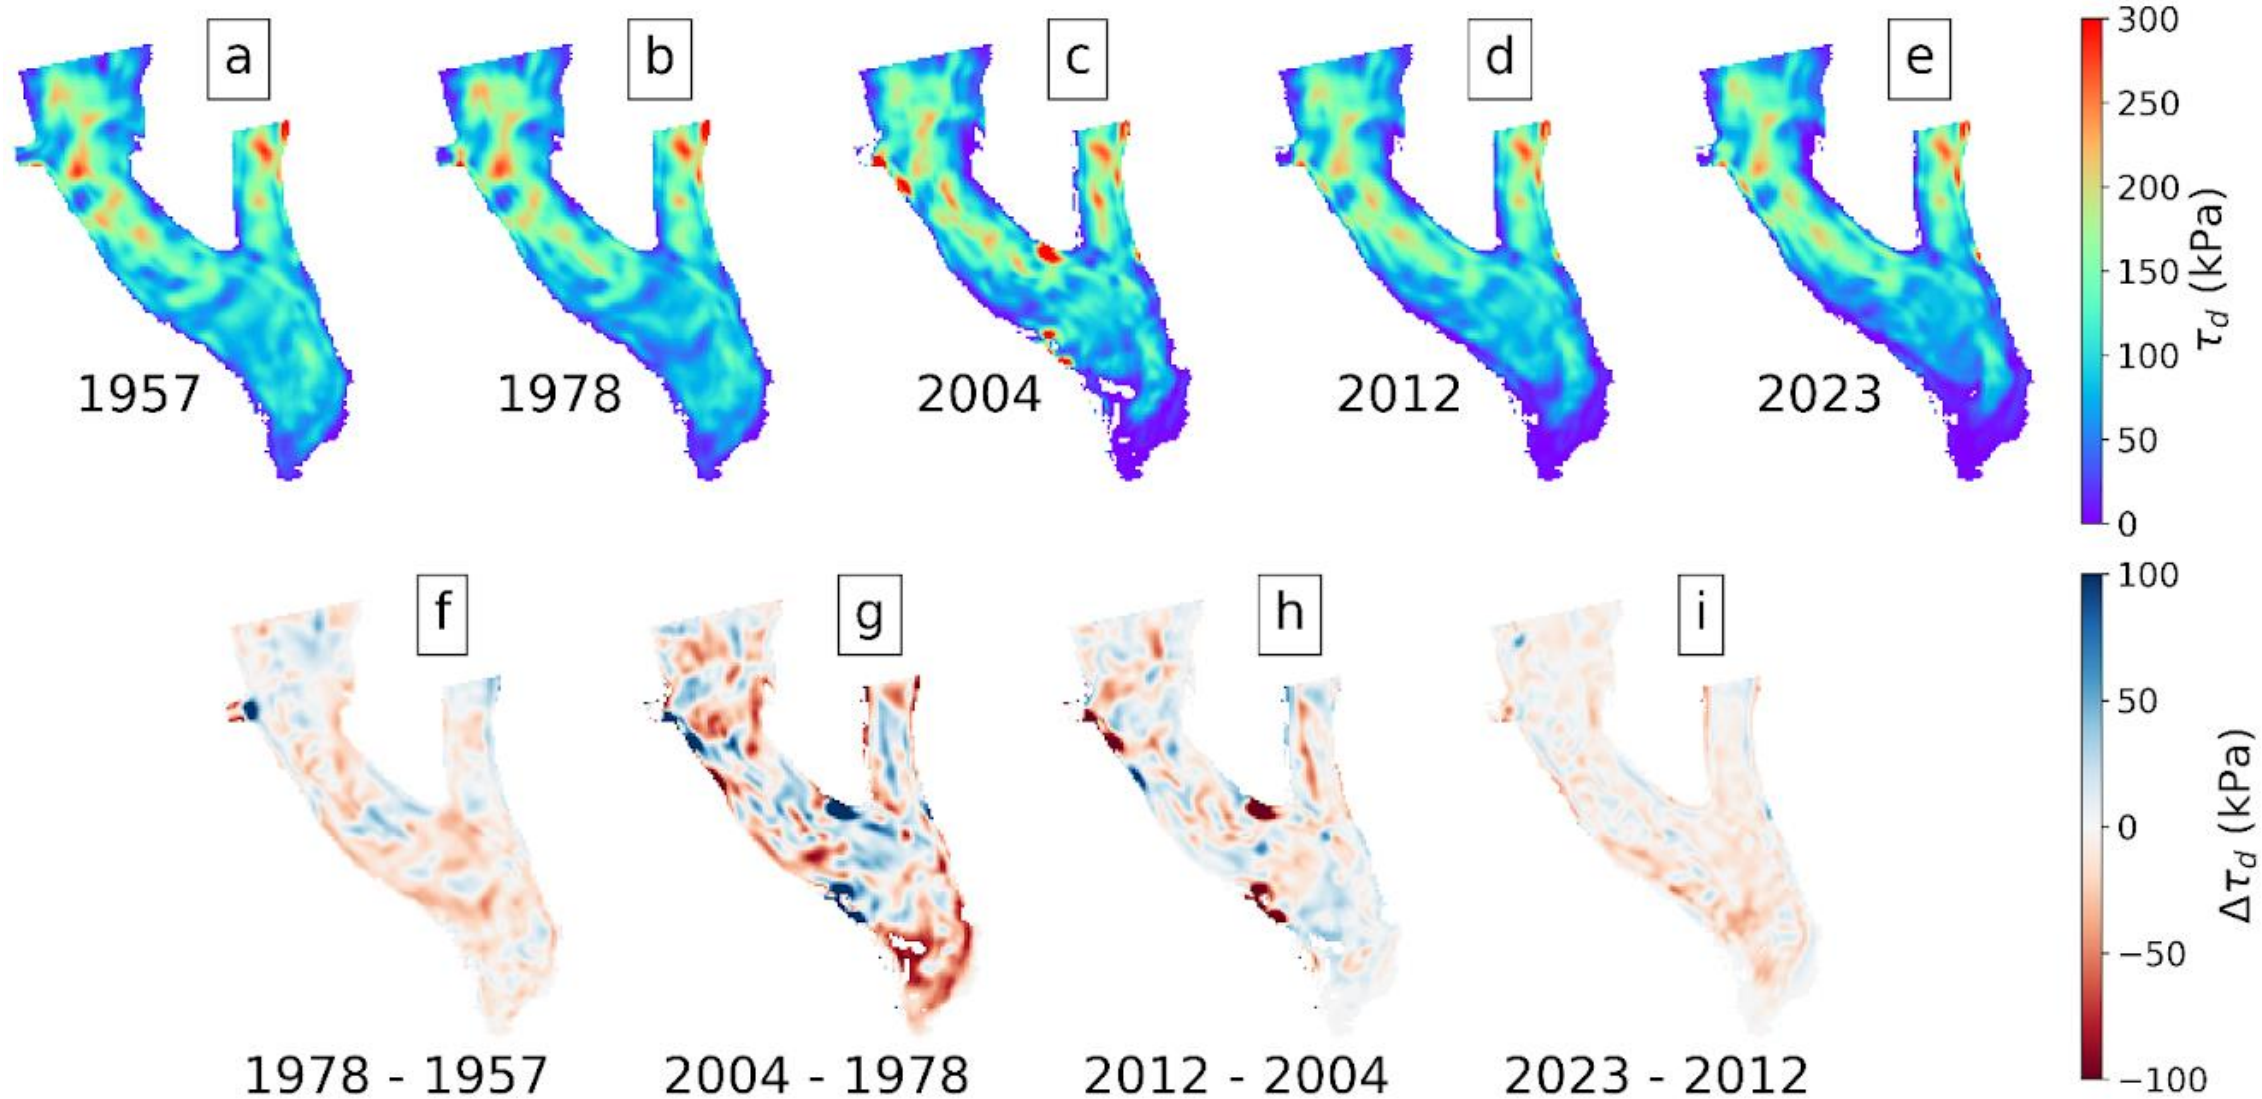 a
b
c
d
e
1957
1978
2004
2012
2023
300
250
200
150
100
50
0
τd (kPa)
f
g
h
i
1978 - 1957
2004 - 1978
2012 - 2004
2023 - 2012
100
50
0
−50
−100
Δτd (kPa)